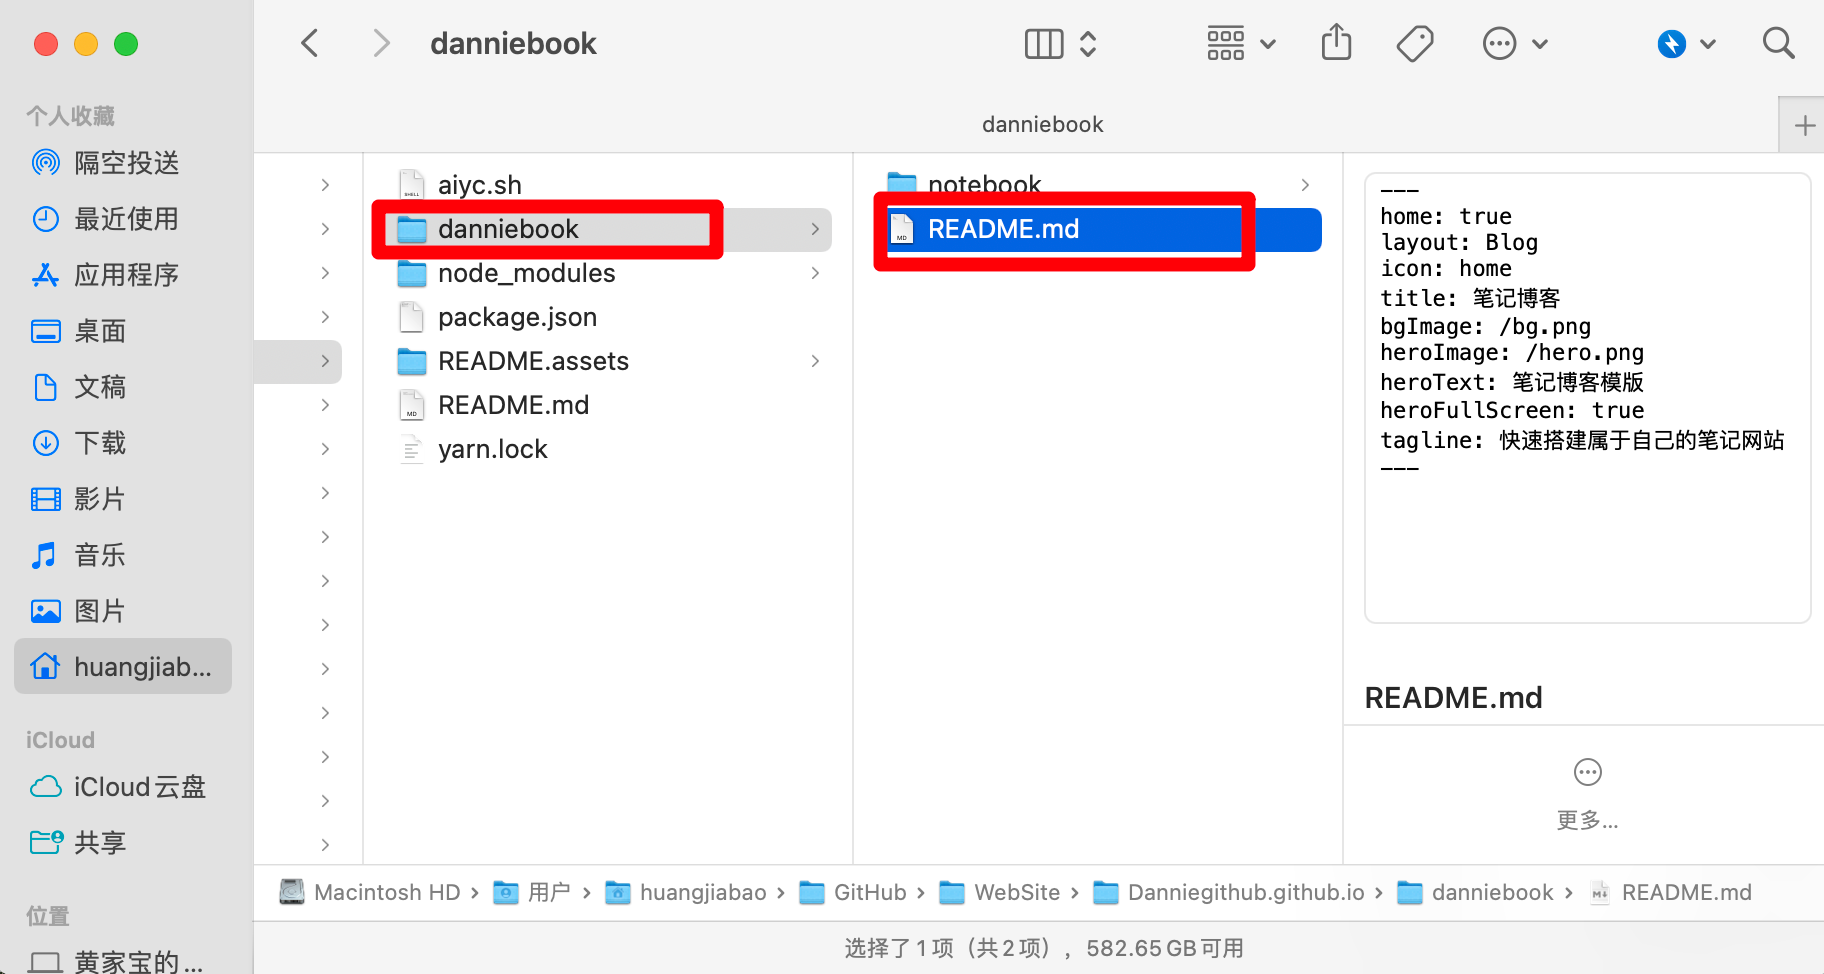 danniebook
danniebook
个人收藏
隔空投送
最近使用
应用程序
桌面
文稿
下载
影片
音乐
图片
huangjiab...
iCloud
iCloud云盘
共享
位置
黄家宝的 ...
SHELL aiyc.sh
danniebook
node_modules
package.json
README.assets
MD README.md
yarn.lock
notebook
MD README.md
---
home: true
layout: Blog
icon: home
title: 笔记博客
bgImage: /bg.png
heroImage: /hero.png
heroText: 笔记博客模版
heroFullScreen: true
tagline: 快速搭建属于自己的笔记网站
---
README.md
更多...
Macintosh HD › 用户 › huangjiabao › GitHub › WebSite › Danniegithub.github.io › danniebook › README.md
选择了1项（共2项），582.65GB可用